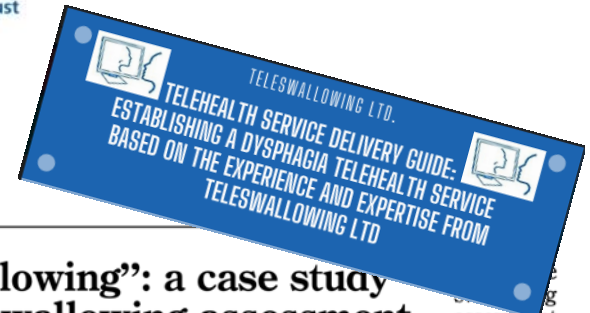 ust
TELESWALLOWING LTD.
TELEHEALTH SERVICE DELIVERY GUIDE:
ESTABLISHING A DYSPHAGIA TELEHEALTH SERVICE
BASED ON THE EXPERIENCE AND EXPERTISE FROM
TELESWALLOWING LTD
lowing”: a case study
wallowing assessment